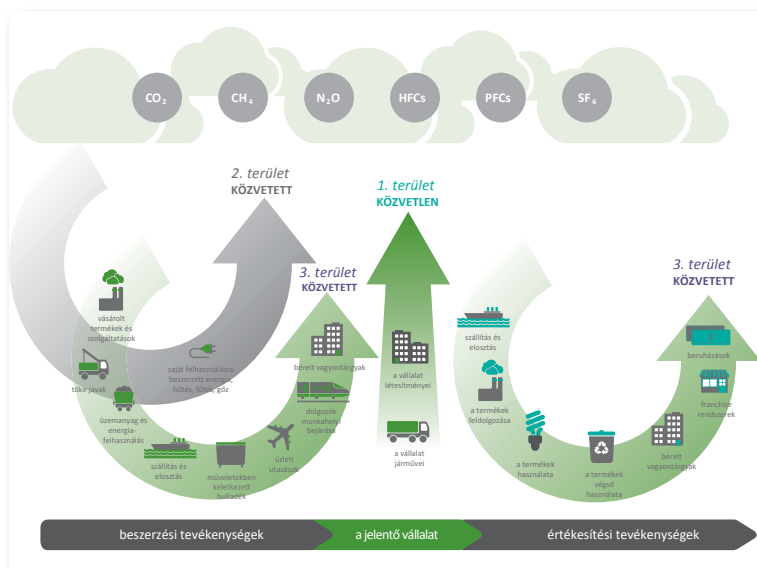 CO₂
CH₄
N₂O
HFCs
PFCs
SF₆
2. terület
KÖZVETETT
1. terület
KÖZVETLEN
3. terület
KÖZVETETT
3. terület
KÖZVETETT
vásárolt
termékek és
szolgáltatások
tőke javak
üzemanyag és
energia-
felhasználás
saját felhasználásra
beszerzett energia,
hűtés, fűtés, gőz
szállítás és
elosztás
műveletekben
keletkezett
hulladék
üzleti
utazások
dolgozók
munkahelyi
bejárása
bérelt vagyontárgyak
a vállalat
létesítményei
a vállalat
járművei
szállítás és
elosztás
a termékek
feldolgozása
a termékek
használata
a termékek
végső
használata
bérelt
vagyontárgyak
franchise
rendszerek
beruházások
beszerzési tevékenységek
a jelentő vállalat
értékesítési tevékenységek